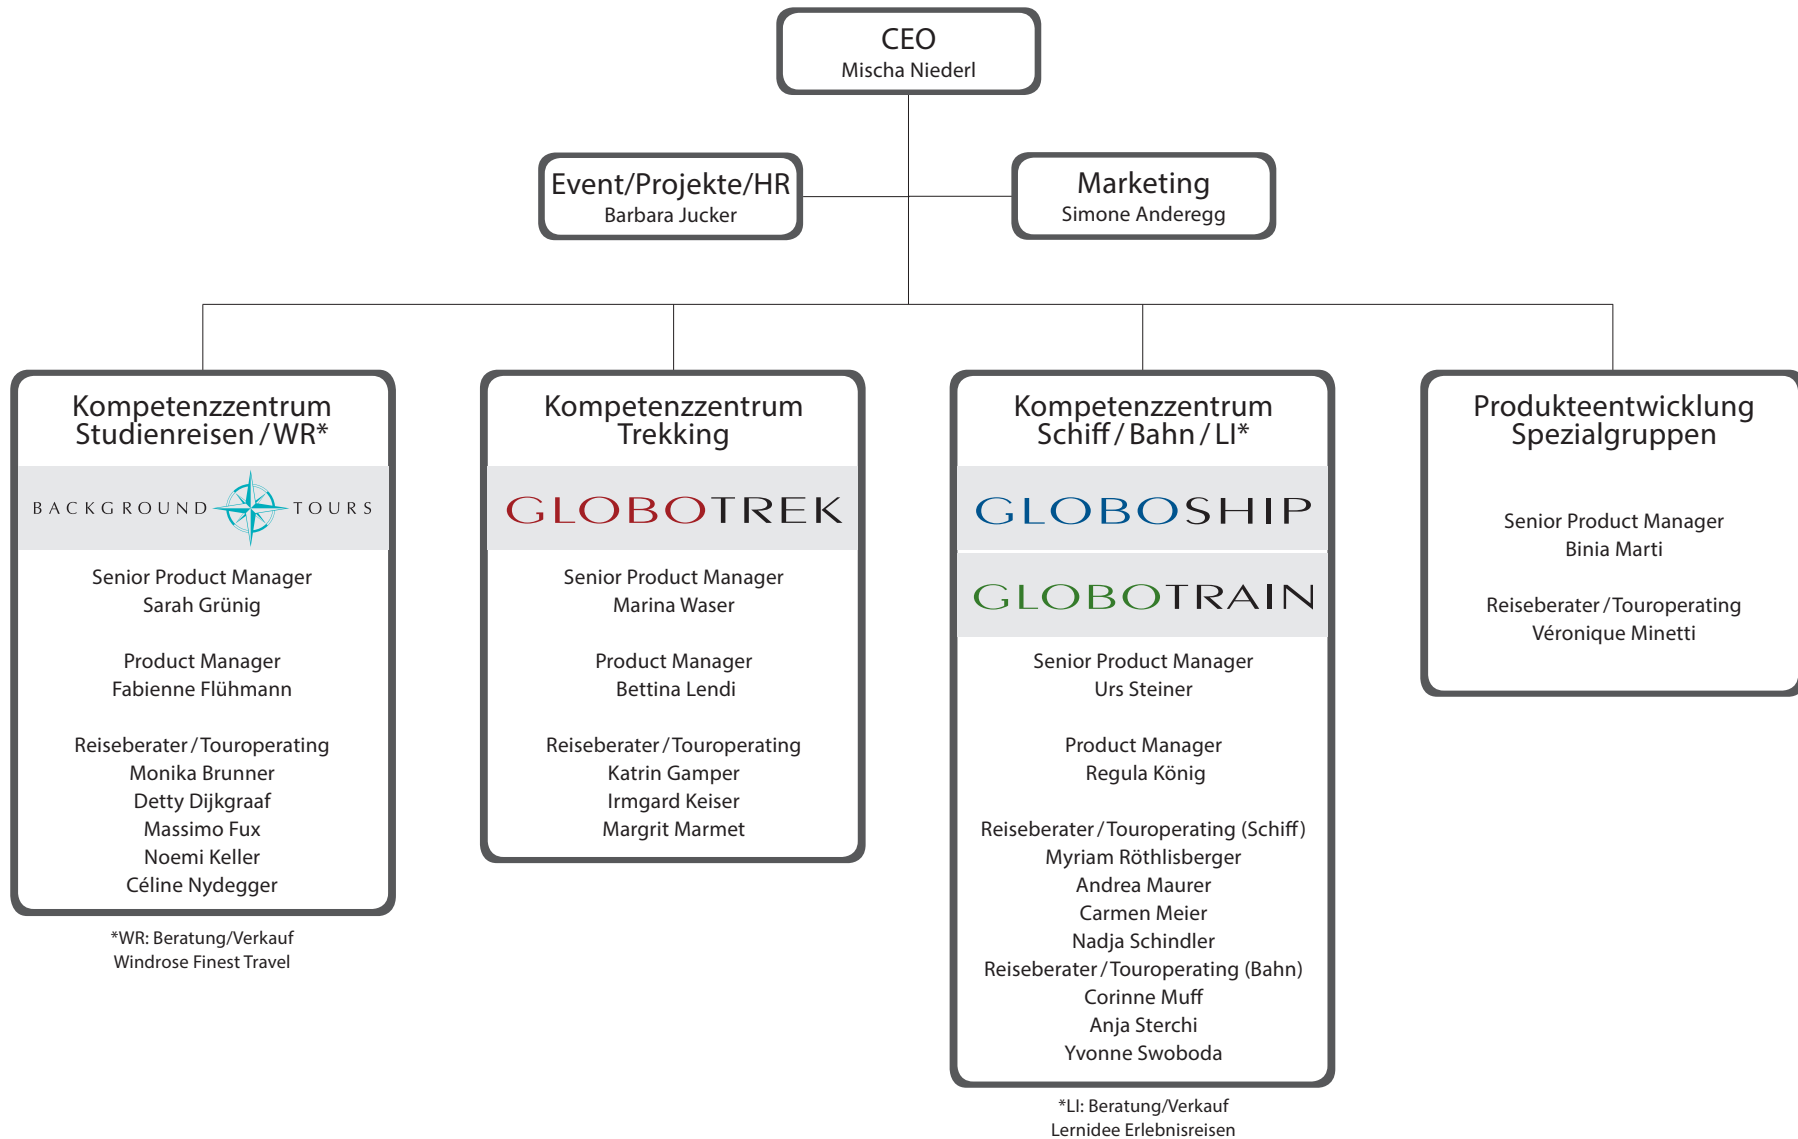 CEO
Mischa Niederl
Event/Projekte/HR
Barbara Jucker
Marketing
Simone Anderegg
Kompetenzzentrum
Studienreisen / WR*
BACKGROUND TOURS
Senior Product Manager
Sarah Grünig
Product Manager
Fabienne Flühmann
Reiseberater / Touroperating
Monika Brunner
Detty Dijkgraaf
Massimo Fux
Noemi Keller
Céline Nydegger
*WR: Beratung/Verkauf
Windrose Finest Travel
Kompetenzzentrum
Trekking
GLOBOTREK
Senior Product Manager
Marina Waser
Product Manager
Bettina Lendi
Reiseberater / Touroperating
Katrin Gamper
Irmgard Keiser
Margrit Marmet
Kompetenzzentrum
Schiff / Bahn / LI*
GLOBOSHIP
GLOBOTRAIN
Senior Product Manager
Urs Steiner
Product Manager
Regula König
Reiseberater / Touroperating (Schiff)
Myriam Röthlisberger
Andrea Maurer
Carmen Meier
Nadja Schindler
Reiseberater / Touroperating (Bahn)
Corinne Muff
Anja Sterchi
Yvonne Swoboda
*LI: Beratung/Verkauf
Lernidee Erlebnisreisen
Produkteentwicklung
Spezialgruppen
Senior Product Manager
Binia Marti
Reiseberater / Touroperating
Véronique Minetti